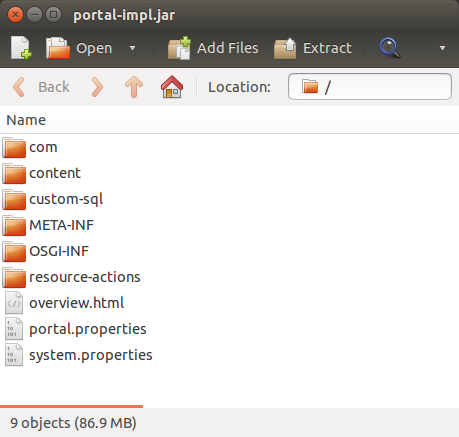 portal-impl.jar
Open Add Files Extract
Back Location: /
Name
com
content
custom-sql
META-INF
OSGI-INF
resource-actions
overview.html
portal.properties
system.properties
9 objects (86.9 MB)